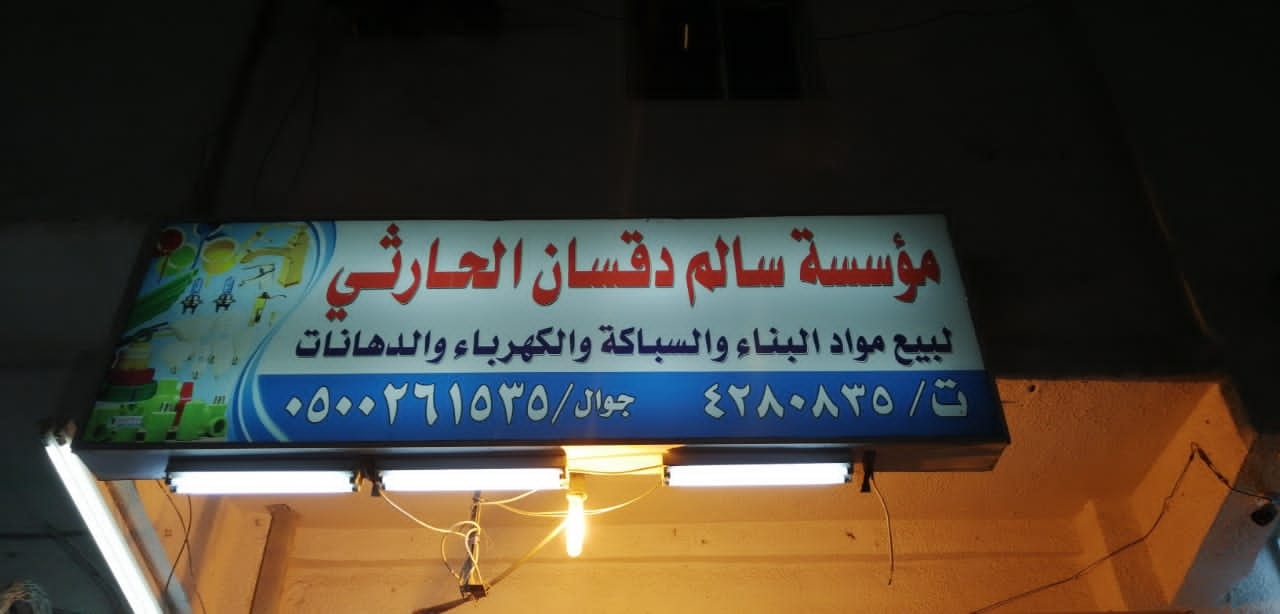 مؤسسة سالم دقسان الحارثي
لبيع مواد البناء والسباكة والكهرباء والدهانات
ت/ ٤٢٨٠٨٣٥ جوال/ ٠٥٠٠٢٦١٥٣٥